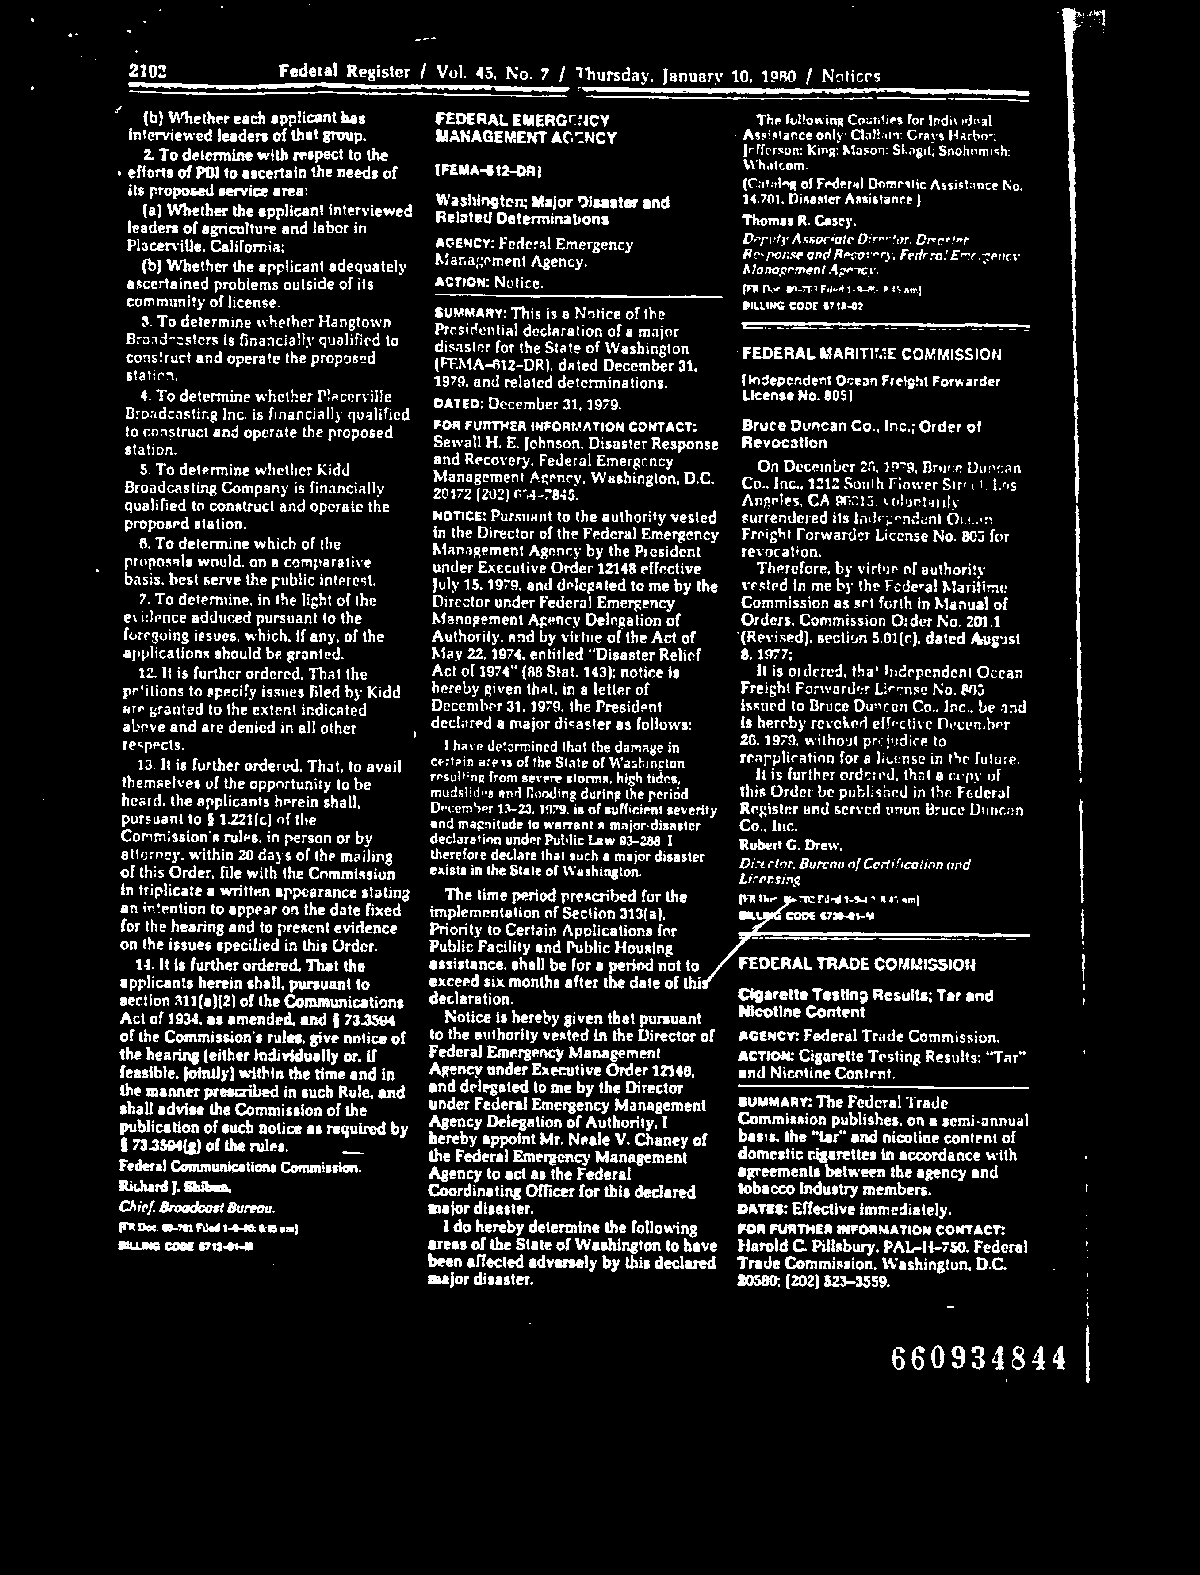 2102 Federal Register / Vol. 45, No. 7 / Thursday, January 10, 1980 / Notices
(b) Whether each applicant has
interviewed leaders of that group.
2. To determine with respect to the
efforts of PDI to ascertain the needs of
its proposed service area:
(a) Whether the applicant interviewed
leaders of agriculture and labor in
Placerville, California;
(b) Whether the applicant adequately
ascertained problems outside of its
community of license.
3. To determine whether Hangtown
Broadcasters is financially qualified to
construct and operate the proposed
station.
4. To determine whether Placerville
Broadcasting Inc. is financially qualified
to construct and operate the proposed
station.
5. To determine whether Kidd
Broadcasting Company is financially
qualified to construct and operate the
proposed station.
6. To determine which of the
proposals would, on a comparative
basis, best serve the public interest.
7. To determine, in the light of the
evidence adduced pursuant to the
foregoing issues, which, if any, of the
applications should be granted.
12. It is further ordered, That the
petitions to specify issues filed by Kidd
are granted to the extent indicated
above and are denied in all other
respects.
13. It is further ordered, That, to avail
themselves of the opportunity to be
heard, the applicants herein shall,
pursuant to § 1.221(c) of the
Commission's rules, in person or by
attorney, within 20 days of the mailing
of this Order, file with the Commission
in triplicate a written appearance stating
an intention to appear on the date fixed
for the hearing and to present evidence
on the issues specified in this Order.
14. It is further ordered, That the
applicants herein shall, pursuant to
section 311(a)(2) of the Communications
Act of 1934, as amended, and § 73.3594
of the Commission's rules, give notice of
the hearing (either individually or, if
feasible, jointly) within the time and in
the manner prescribed in such Rule, and
shall advise the Commission of the
publication of such notice as required by
§ 73.3594(g) of the rules.
Federal Communications Commission.
Richard J. Shiben,
Chief, Broadcast Bureau.
[FR Doc. 80-781 Filed 1-9-80; 8:45 am]
BILLING CODE 6712-01-M
FEDERAL EMERGENCY
MANAGEMENT AGENCY
[FEMA-612-DR]
Washington; Major Disaster and
Related Determinations
AGENCY: Federal Emergency
Management Agency.
ACTION: Notice.
SUMMARY: This is a Notice of the
Presidential declaration of a major
disaster for the State of Washington
(FEMA-612-DR), dated December 31,
1979, and related determinations.
DATED: December 31, 1979.
FOR FURTHER INFORMATION CONTACT:
Sewall H. E. Johnson, Disaster Response
and Recovery, Federal Emergency
Management Agency, Washington, D.C.
20472 (202) 634-7845.
NOTICE: Pursuant to the authority vested
in the Director of the Federal Emergency
Management Agency by the President
under Executive Order 12148 effective
July 15, 1979, and delegated to me by the
Director under Federal Emergency
Management Agency Delegation of
Authority, and by virtue of the Act of
May 22, 1974, entitled "Disaster Relief
Act of 1974" (88 Stat. 143); notice is
hereby given that, in a letter of
December 31, 1979, the President
declared a major disaster as follows:
I have determined that the damage in
certain areas of the State of Washington
resulting from severe storms, high tides,
mudslides and flooding during the period
December 13-23, 1979, is of sufficient severity
and magnitude to warrant a major-disaster
declaration under Public Law 93-288. I
therefore declare that such a major disaster
exists in the State of Washington.
The time period prescribed for the
implementation of Section 313(a),
Priority to Certain Applications for
Public Facility and Public Housing
assistance, shall be for a period not to
exceed six months after the date of this
declaration.
Notice is hereby given that pursuant
to the authority vested in the Director of
Federal Emergency Management
Agency under Executive Order 12148,
and delegated to me by the Director
under Federal Emergency Management
Agency Delegation of Authority, I
hereby appoint Mr. Neale V. Chaney of
the Federal Emergency Management
Agency to act as the Federal
Coordinating Officer for this declared
major disaster.
I do hereby determine the following
areas of the State of Washington to have
been affected adversely by this declared
major disaster.
The following Counties for Individual
Assistance only: Clallam; Grays Harbor;
Jefferson; King; Mason; Skagit; Snohomish;
Whatcom.
(Catalog of Federal Domestic Assistance No.
14.701, Disaster Assistance.)
Thomas R. Casey,
Deputy Associate Director, Disaster
Response and Recovery, Federal Emergency
Management Agency.
[FR Doc. Filed 1-9-80; 8:45 am]
BILLING CODE 6718-02
FEDERAL MARITIME COMMISSION
[Independent Ocean Freight Forwarder
License No. 805]
Bruce Duncan Co., Inc.; Order of
Revocation
On December 26, 1979, Bruce Duncan
Co., Inc., 1212 South Flower Street, Los
Angeles, CA 90015, voluntarily
surrendered its Independent Ocean
Freight Forwarder License No. 805 for
revocation.
Therefore, by virtue of authority
vested in me by the Federal Maritime
Commission as set forth in Manual of
Orders, Commission Order No. 201.1
(Revised), section 5.01(c), dated August
8, 1977;
It is ordered, that Independent Ocean
Freight Forwarder License No. 805
issued to Bruce Duncan Co., Inc., be and
is hereby revoked effective December
26, 1979, without prejudice to
reapplication for a license in the future.
It is further ordered, that a copy of
this Order be published in the Federal
Register and served upon Bruce Duncan
Co., Inc.
Robert G. Drew,
Director, Bureau of Certification and
Licensing
[FR Doc. Filed 1-9-80; 8:45 am]
BILLING CODE 6730-01-M
FEDERAL TRADE COMMISSION
Cigarette Testing Results; Tar and
Nicotine Content
AGENCY: Federal Trade Commission.
ACTION: Cigarette Testing Results: "Tar"
and Nicotine Content.
SUMMARY: The Federal Trade
Commission publishes, on a semi-annual
basis, the "tar" and nicotine content of
domestic cigarettes in accordance with
agreements between the agency and
tobacco industry members.
DATES: Effective immediately.
FOR FURTHER INFORMATION CONTACT:
Harold C. Pillsbury, PAL-H-750, Federal
Trade Commission, Washington, D.C.
20580; (202) 523-3559.
660934844